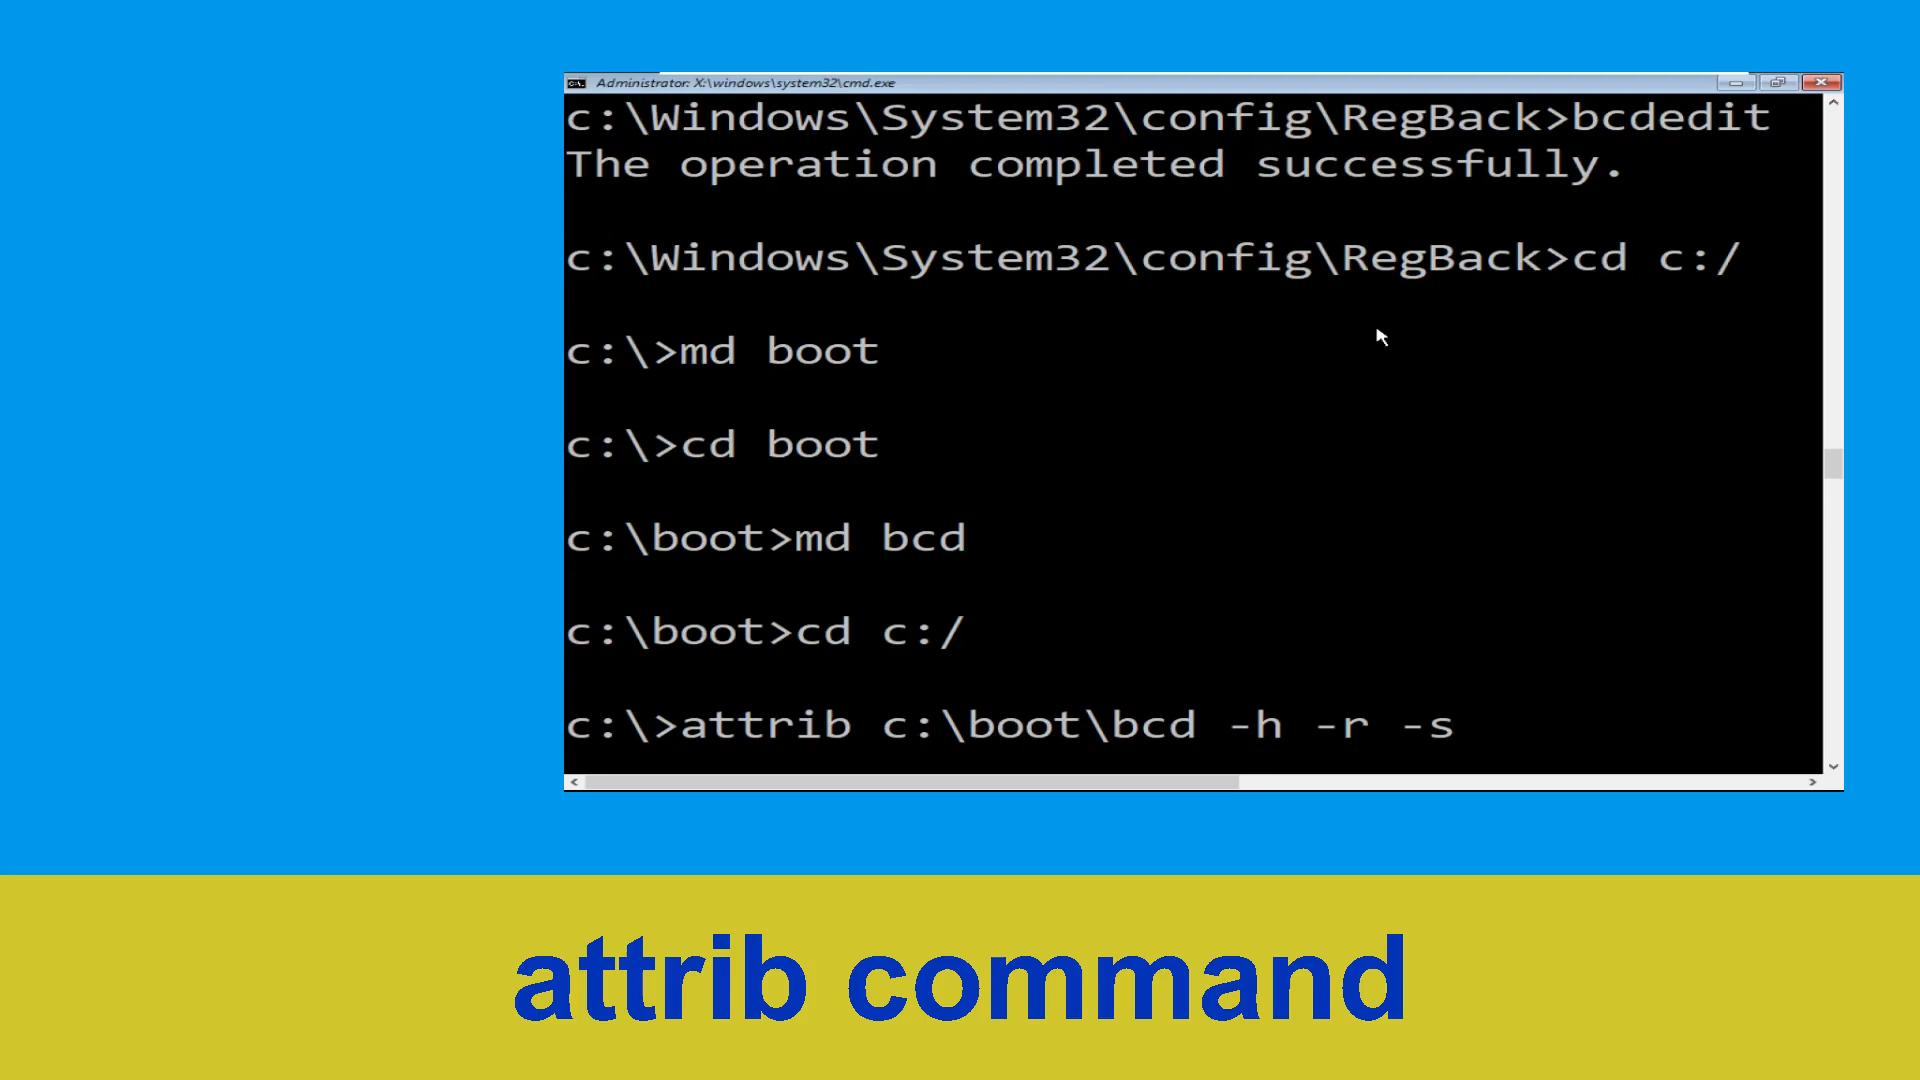 Administrator: X:\windows\system32\cmd.exe
c:\Windows\System32\config\RegBack>bcdedit
The operation completed successfully.
c:\Windows\System32\config\RegBack>cd c:/
c:\>md boot
c:\>cd boot
c:\boot>md bcd
c:\boot>cd c:/
c:\>attrib c:\boot\bcd -h -r -s
attrib command